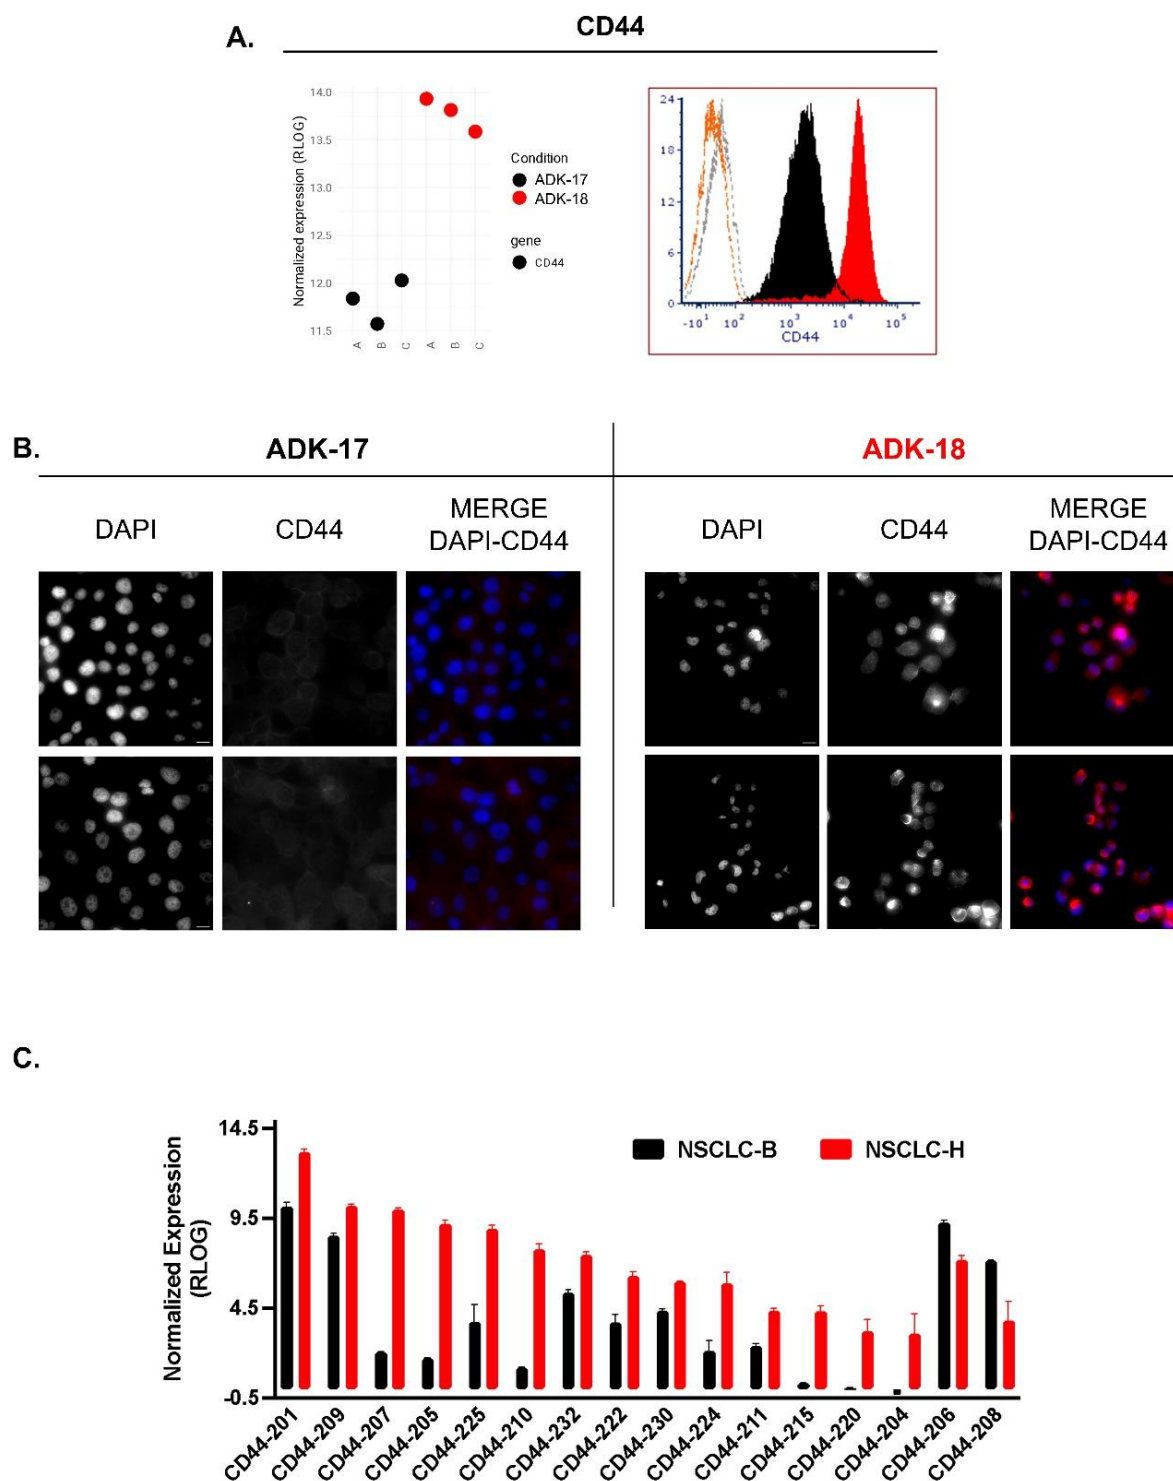 A.
CD44
Normalized expression (RLOG)
14.0
13.5
13.0
12.5
12.0
11.5
A
B
C
A
B
C
Condition
ADK-17
ADK-18
gene
CD44
24
18
12
6
0
-10¹
10²
10³
10⁴
10⁵
CD44
B.
ADK-17
ADK-18
DAPI
CD44
MERGE
DAPI-CD44
DAPI
CD44
MERGE
DAPI-CD44
C.
Normalized Expression
(RLOG)
14.5
9.5
4.5
-0.5
NSCLC-B
NSCLC-H
CD44-201
CD44-209
CD44-207
CD44-205
CD44-225
CD44-210
CD44-232
CD44-222
CD44-230
CD44-224
CD44-211
CD44-215
CD44-220
CD44-204
CD44-206
CD44-208